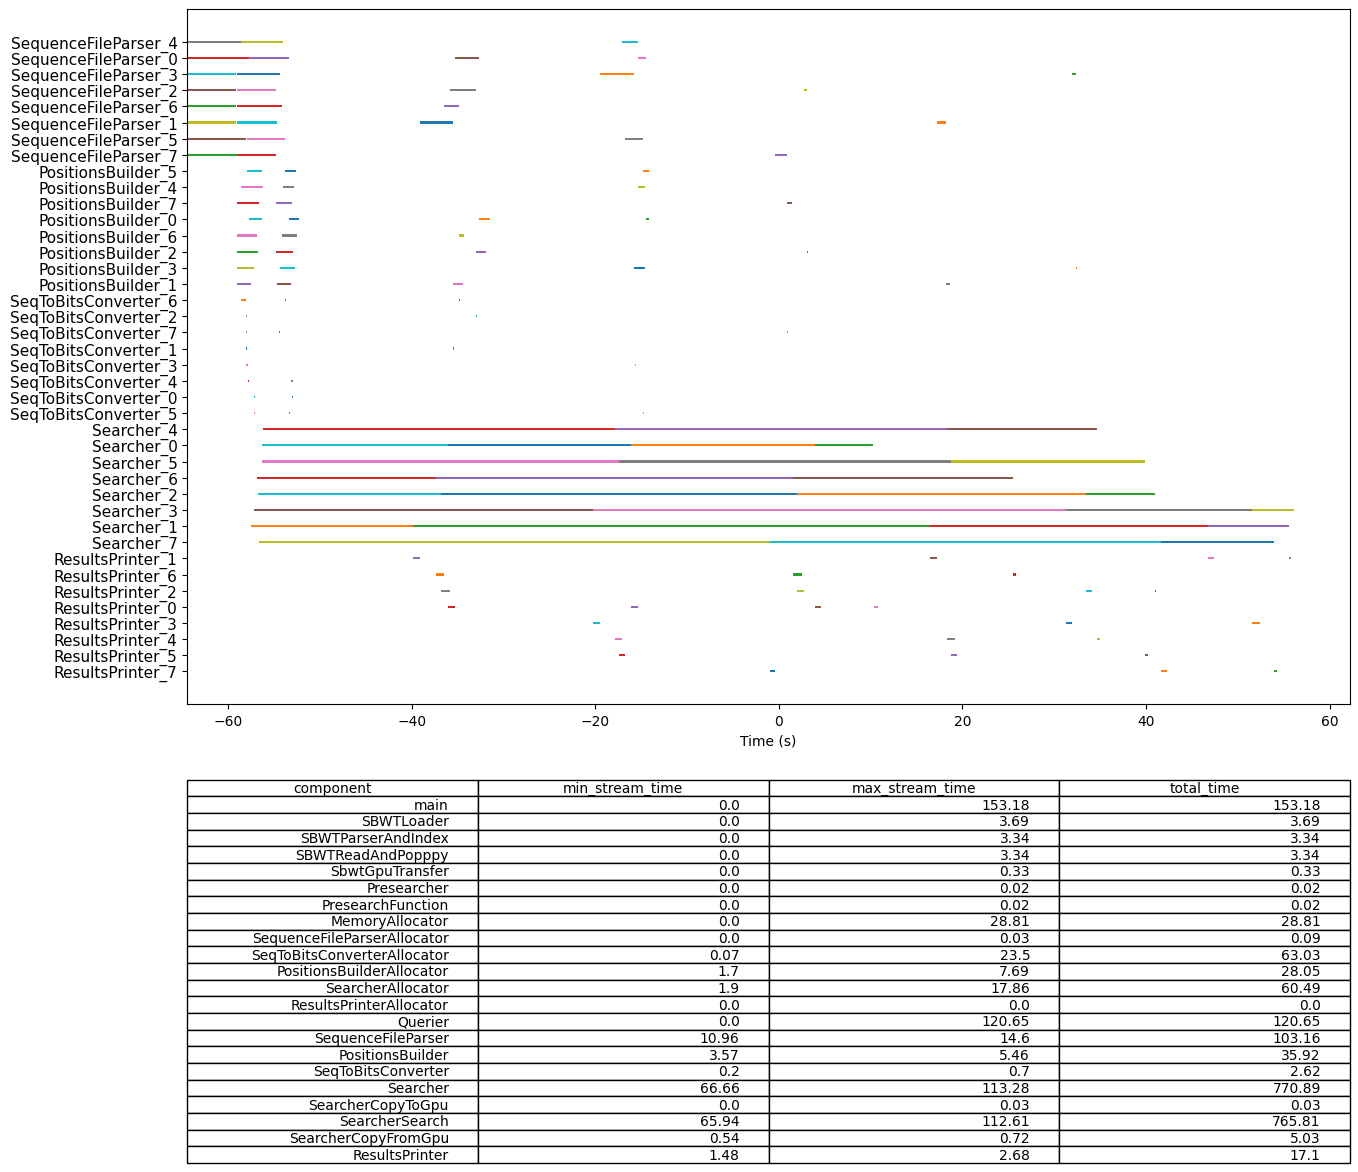 SequenceFileParser_4
SequenceFileParser_0
SequenceFileParser_3
SequenceFileParser_2
SequenceFileParser_6
SequenceFileParser_1
SequenceFileParser_5
SequenceFileParser_7
PositionsBuilder_5
PositionsBuilder_4
PositionsBuilder_7
PositionsBuilder_0
PositionsBuilder_6
PositionsBuilder_2
PositionsBuilder_3
PositionsBuilder_1
SeqToBitsConverter_6
SeqToBitsConverter_2
SeqToBitsConverter_7
SeqToBitsConverter_1
SeqToBitsConverter_3
SeqToBitsConverter_4
SeqToBitsConverter_0
SeqToBitsConverter_5
Searcher_4
Searcher_0
Searcher_5
Searcher_6
Searcher_2
Searcher_3
Searcher_1
Searcher_7
ResultsPrinter_1
ResultsPrinter_6
ResultsPrinter_2
ResultsPrinter_0
ResultsPrinter_3
ResultsPrinter_4
ResultsPrinter_5
ResultsPrinter_7
−60 −40 −20 0 20 40 60
Time (s)
component min_stream_time max_stream_time total_time
main 0.0 153.18 153.18
SBWTLoader 0.0 3.69 3.69
SBWTParserAndIndex 0.0 3.34 3.34
SBWTReadAndPopppy 0.0 3.34 3.34
SbwtGpuTransfer 0.0 0.33 0.33
Presearcher 0.0 0.02 0.02
PresearchFunction 0.0 0.02 0.02
MemoryAllocator 0.0 28.81 28.81
SequenceFileParserAllocator 0.0 0.03 0.09
SeqToBitsConverterAllocator 0.07 23.5 63.03
PositionsBuilderAllocator 1.7 7.69 28.05
SearcherAllocator 1.9 17.86 60.49
ResultsPrinterAllocator 0.0 0.0 0.0
Querier 0.0 120.65 120.65
SequenceFileParser 10.96 14.6 103.16
PositionsBuilder 3.57 5.46 35.92
SeqToBitsConverter 0.2 0.7 2.62
Searcher 66.66 113.28 770.89
SearcherCopyToGpu 0.0 0.03 0.03
SearcherSearch 65.94 112.61 765.81
SearcherCopyFromGpu 0.54 0.72 5.03
ResultsPrinter 1.48 2.68 17.1